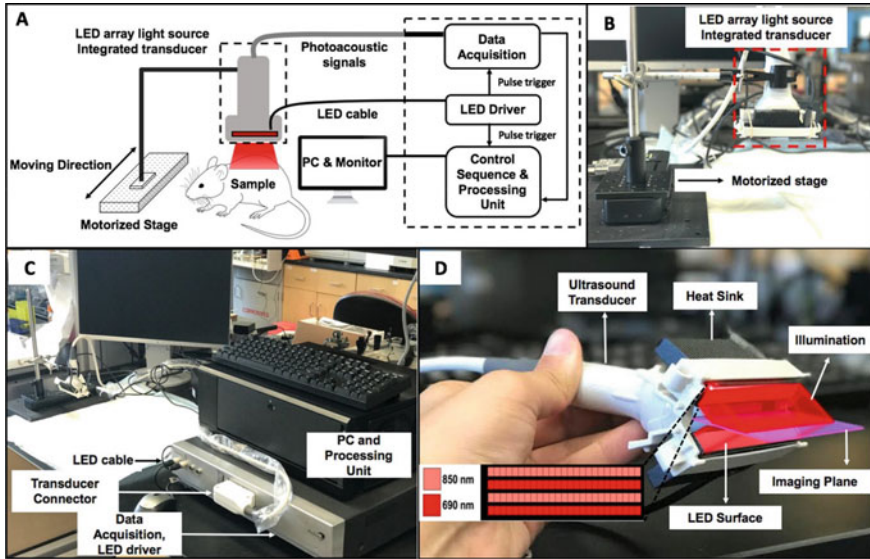 A
LED array light source
Integrated transducer
Photoacoustic
signals
Data
Acquisition
Pulse trigger
LED cable
LED Driver
Pulse trigger
Moving Direction
Sample
PC & Monitor
Control
Sequence &
Processing
Unit
Motorized Stage
B
LED array light source
Integrated transducer
Motorized stage
C
PC and
Processing
Unit
LED cable
Transducer
Connector
Data
Acquisition,
LED driver
D
Ultrasound
Transducer
Heat Sink
Illumination
850 nm
690 nm
Imaging Plane
LED Surface